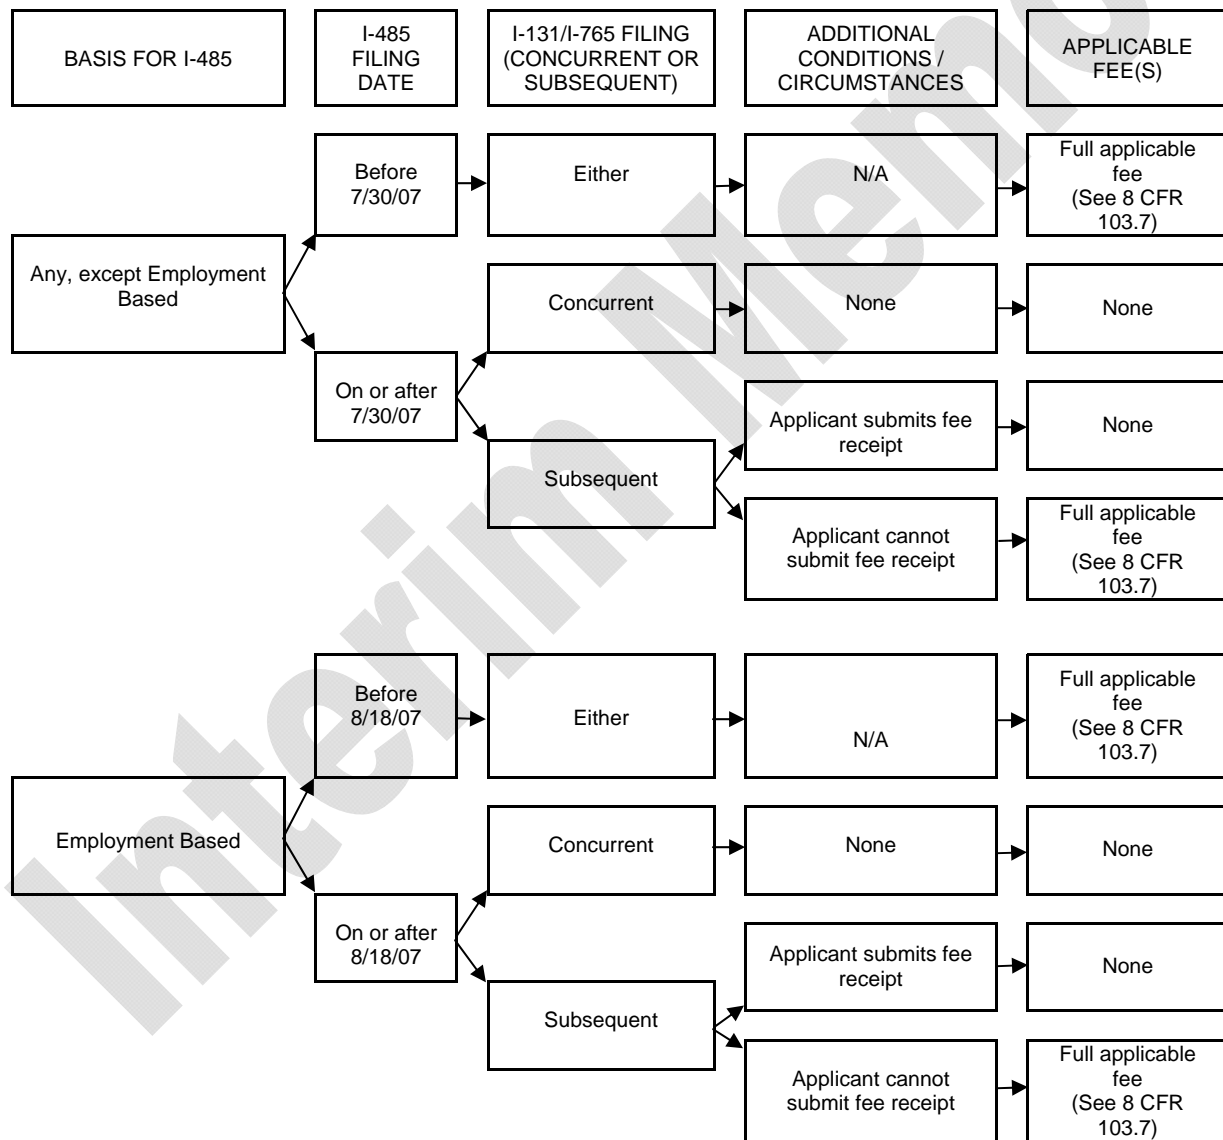 BASIS FOR I-485
I-485
FILING
DATE
I-131/I-765 FILING
(CONCURRENT OR
SUBSEQUENT)
ADDITIONAL
CONDITIONS /
CIRCUMSTANCES
APPLICABLE
FEE(S)
Any, except Employment
Based
Before
7/30/07
Either
N/A
Full applicable
fee
(See 8 CFR
103.7)
On or after
7/30/07
Concurrent
None
None
Subsequent
Applicant submits fee
receipt
None
Applicant cannot
submit fee receipt
Full applicable
fee
(See 8 CFR
103.7)
Employment Based
Before
8/18/07
Either
N/A
Full applicable
fee
(See 8 CFR
103.7)
On or after
8/18/07
Concurrent
None
None
Subsequent
Applicant submits fee
receipt
None
Applicant cannot
submit fee receipt
Full applicable
fee
(See 8 CFR
103.7)
Interim Memo